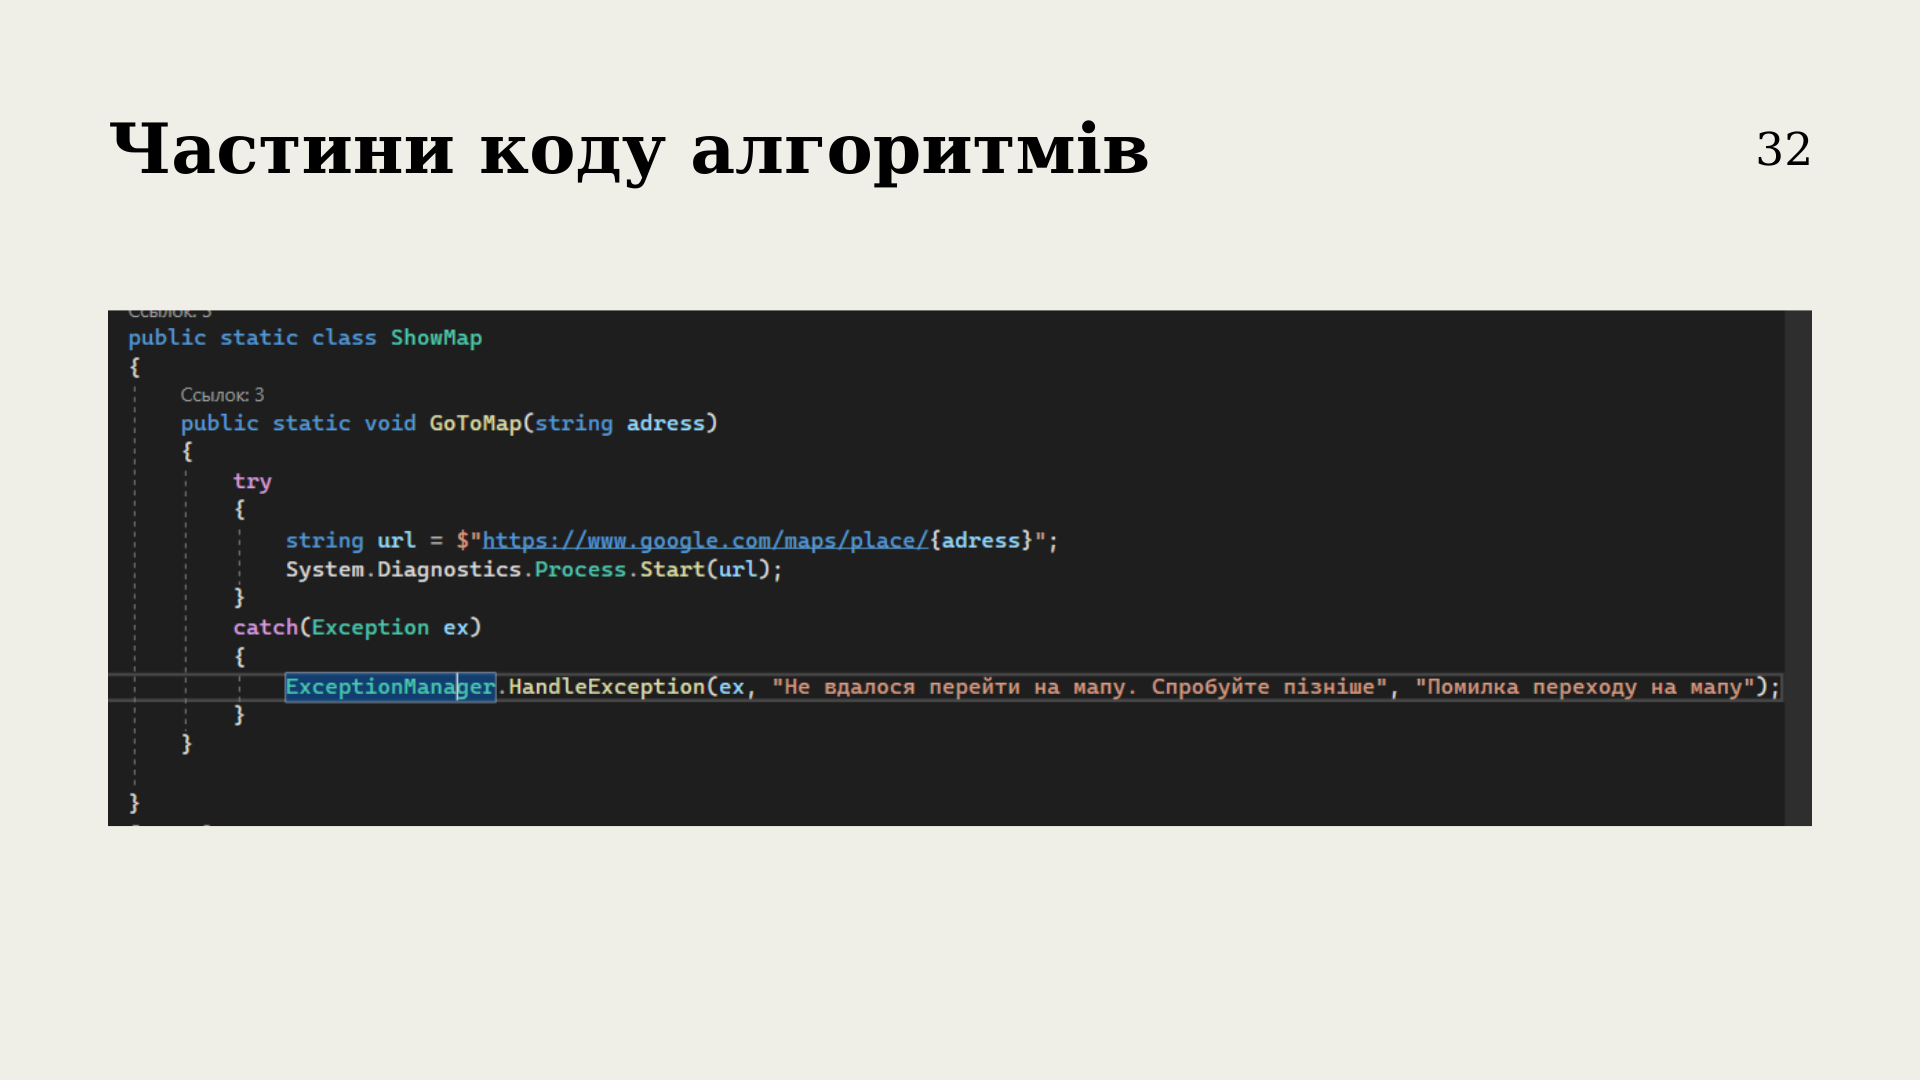 Частини коду алгоритмів
32
public static class ShowMap
{
Ссылок: 3
public static void GoToMap(string adress)
{
try
{
string url = $"https://www.google.com/maps/place/{adress}";
System.Diagnostics.Process.Start(url);
}
catch(Exception ex)
{
ExceptionManager.HandleException(ex, "Не вдалося перейти на мапу. Спробуйте пізніше", "Помилка переходу на мапу");
}
}
}